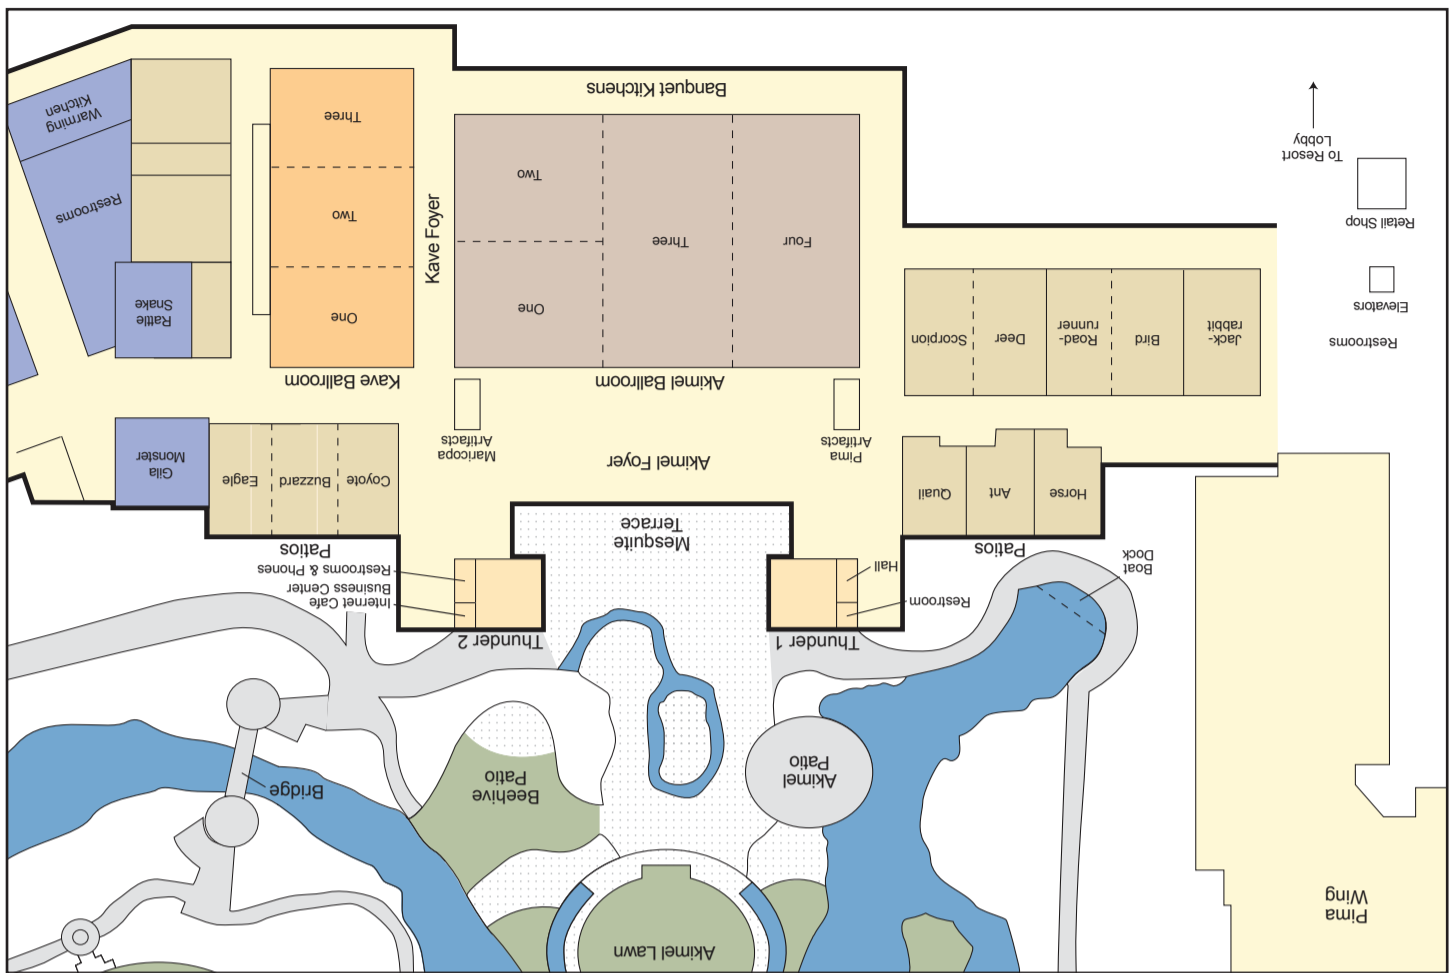 Pima
Wing
Akimel Lawn
Akimel
Patio
Beehive
Patio
Bridge
Boat
Dock
Thunder 1
Thunder 2
Restroom
Hall
Internet Cafe
Business Center
Restrooms & Phones
Patios
Mesquite
Terrace
Patios
Horse
Ant
Quail
Akimel Foyer
Pima
Artifacts
Maricopa
Artifacts
Coyote
Buzzard
Eagle
Gila
Monster
Akimel Ballroom
Kave Ballroom
Restrooms
Elevators
Retail Shop
To Resort
Lobby
Jack-
rabbit
Bird
Road-
runner
Deer
Scorpion
Four
Three
One
Two
Kave Foyer
One
Two
Three
Rattle
Snake
Restrooms
Warming
Kitchen
Banquet Kitchens